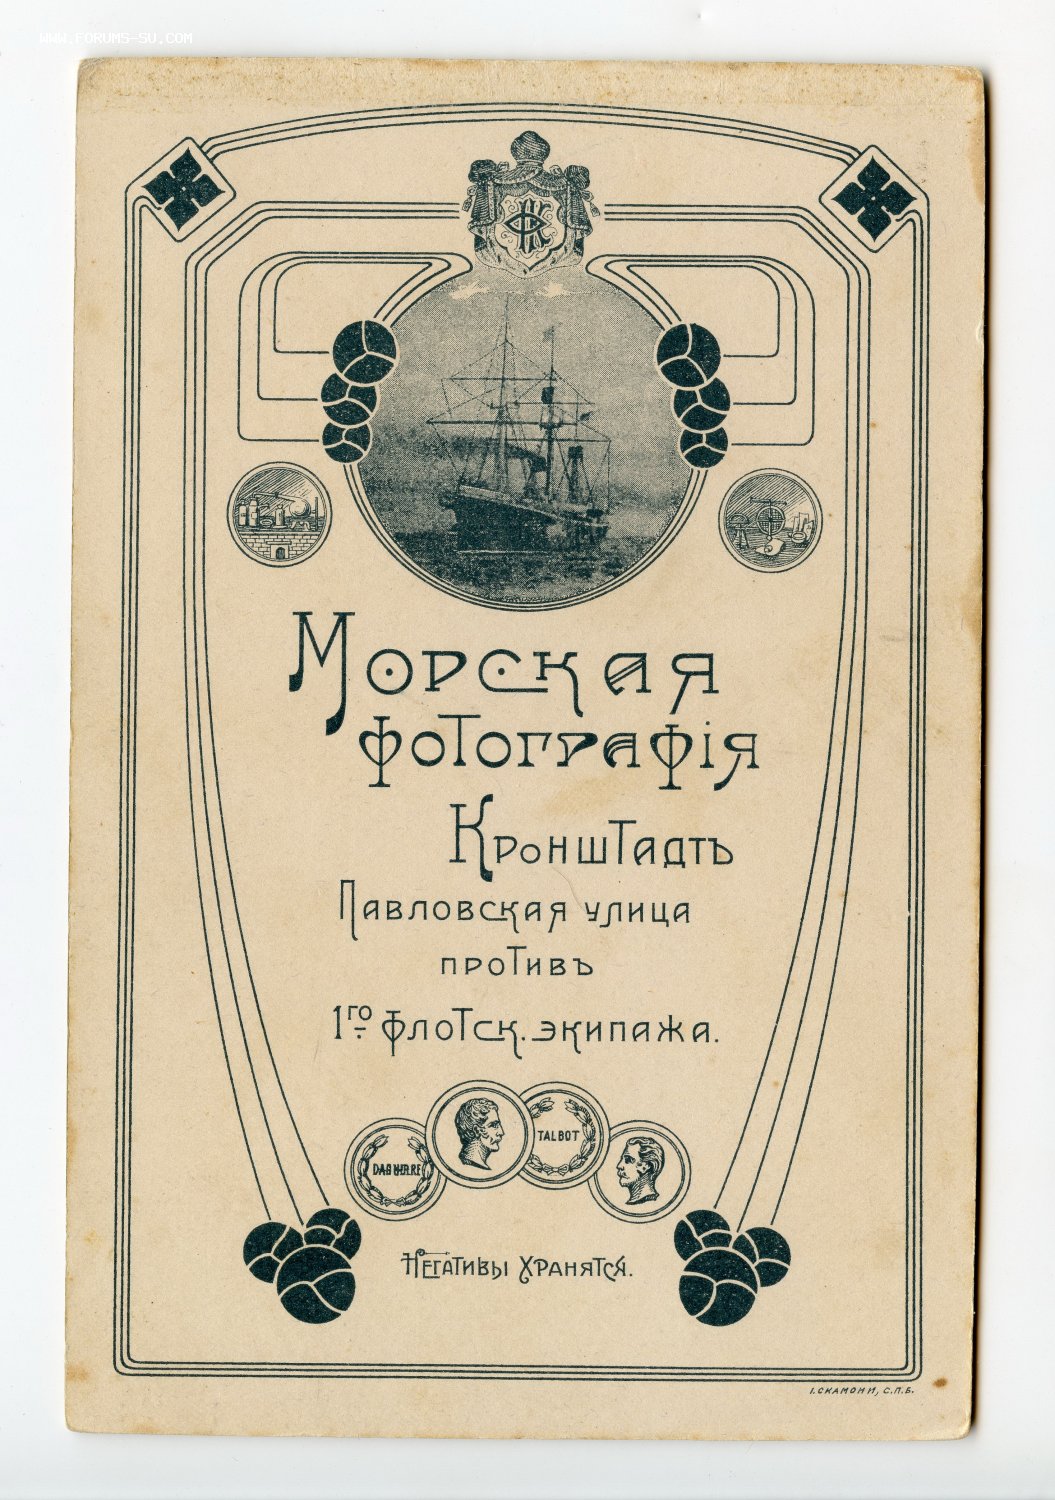 WWW.FORUMS-SU.COM
Морская
фотографія
Кронштадтъ
Павловская улица
противъ
1го флотск. экипажа.
DAGUERRE
TALBOT
Негативы хранятся.
І. СКАМОНИ, С.П.Б.